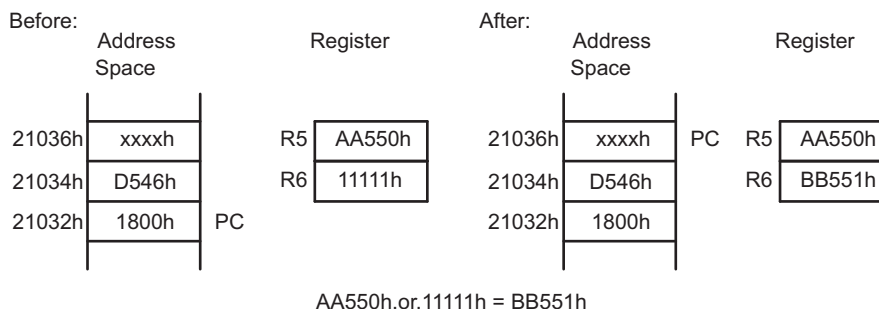 Before:
Address
Space
Register
21036h xxxxh R5 AA550h
21034h D546h R6 11111h
21032h 1800h PC
After:
Address
Space
Register
21036h xxxxh PC R5 AA550h
21034h D546h R6 BB551h
21032h 1800h
AA550h.or.11111h = BB551h